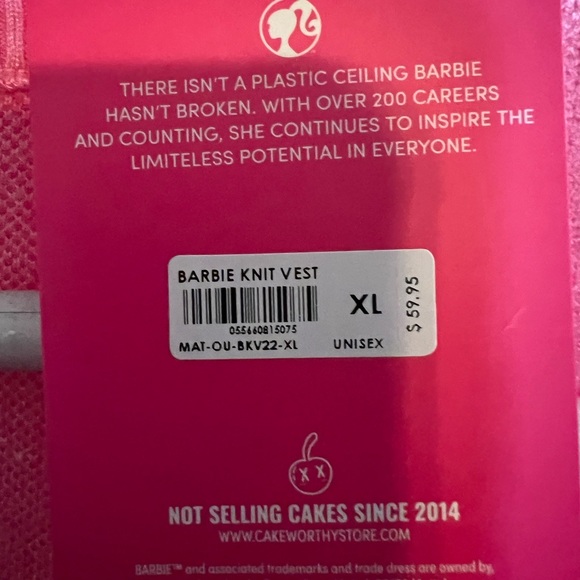 THERE ISN'T A PLASTIC CEILING BARBIE
HASN'T BROKEN. WITH OVER 200 CAREERS
AND COUNTING, SHE CONTINUES TO INSPIRE THE
LIMITELESS POTENTIAL IN EVERYONE.
BARBIE KNIT VEST
055660815075
XL
$ 59.95
MAT-OU-BKV22-XL UNISEX
NOT SELLING CAKES SINCE 2014
WWW.CAKEWORTHYSTORE.COM
BARBIE™ and associated trademarks and trade dress are owned by,